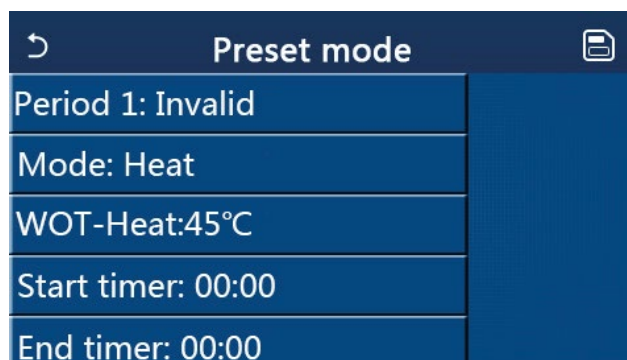 Preset mode
Period 1: Invalid
Mode: Heat
WOT-Heat:45℃
Start timer: 00:00
End timer: 00:00